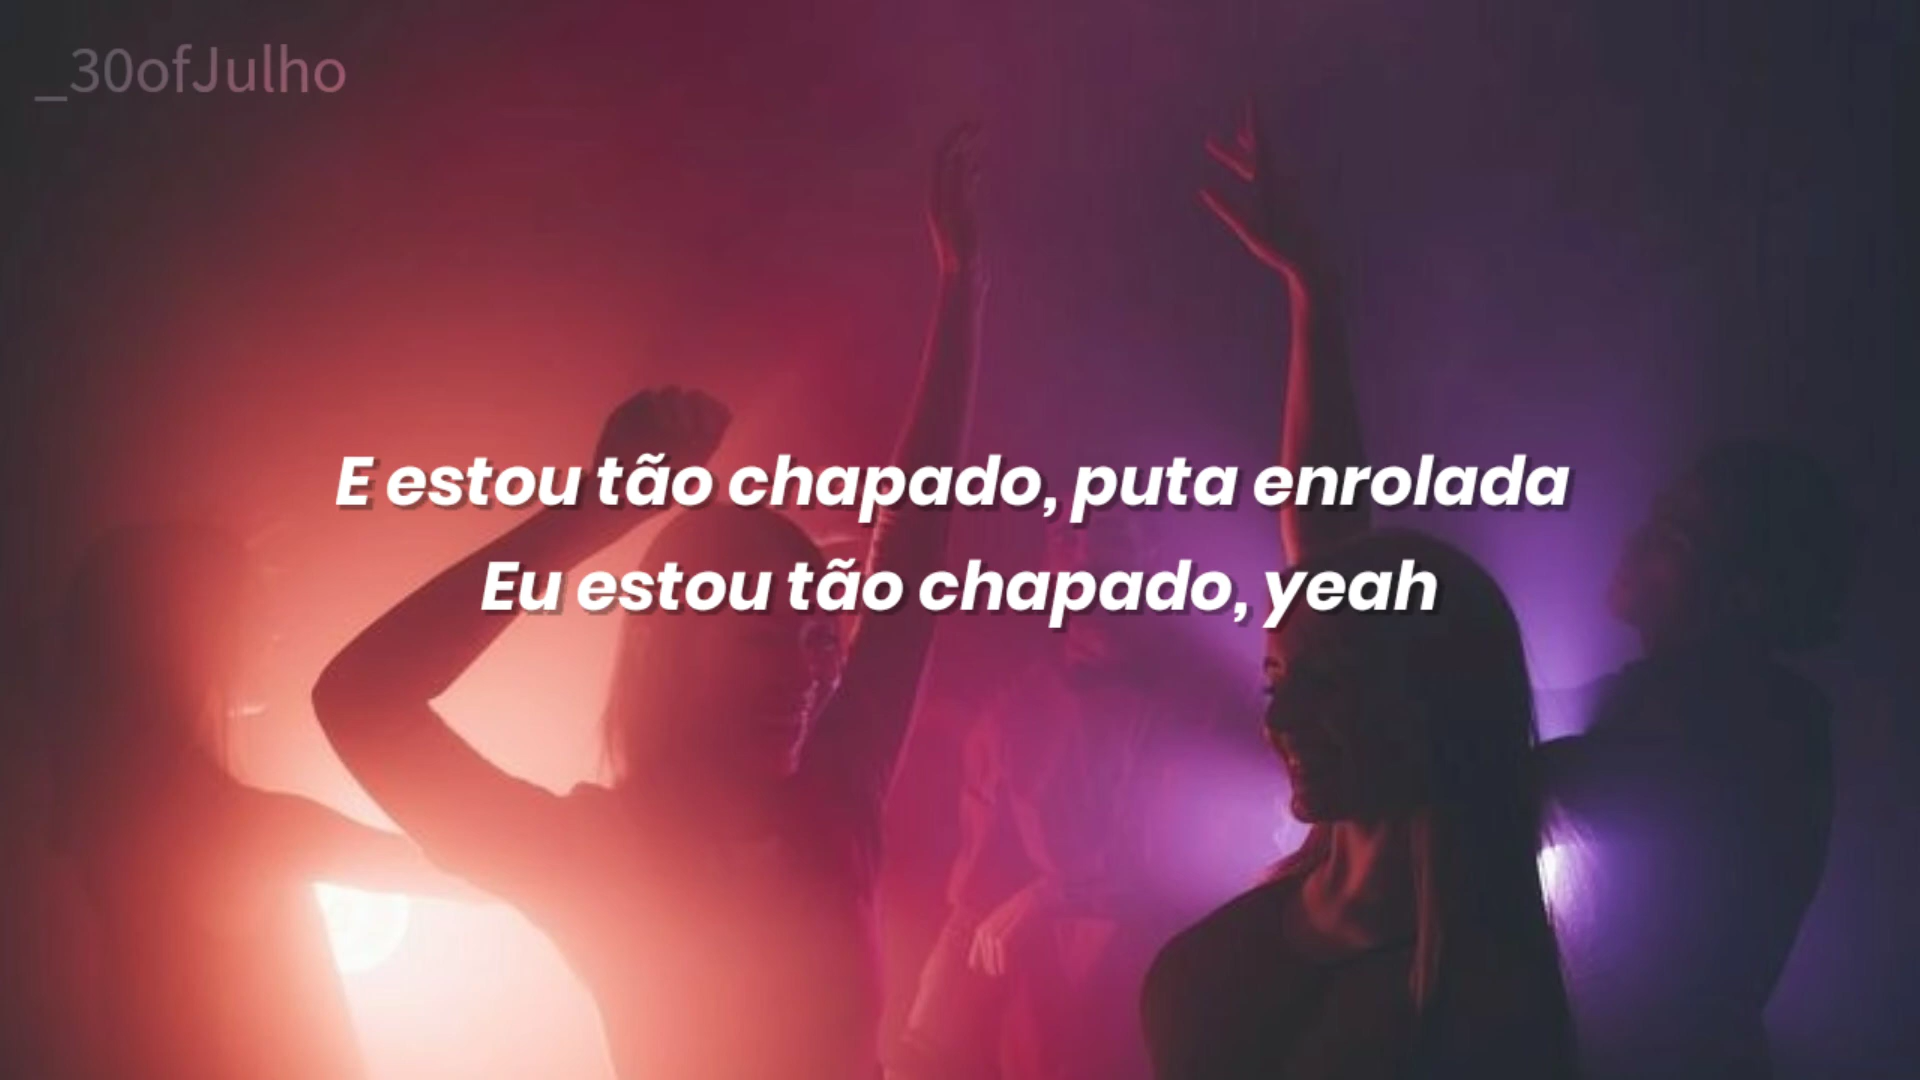 _30ofJulho
E estou tão chapado, puta enrolada
Eu estou tão chapado, yeah